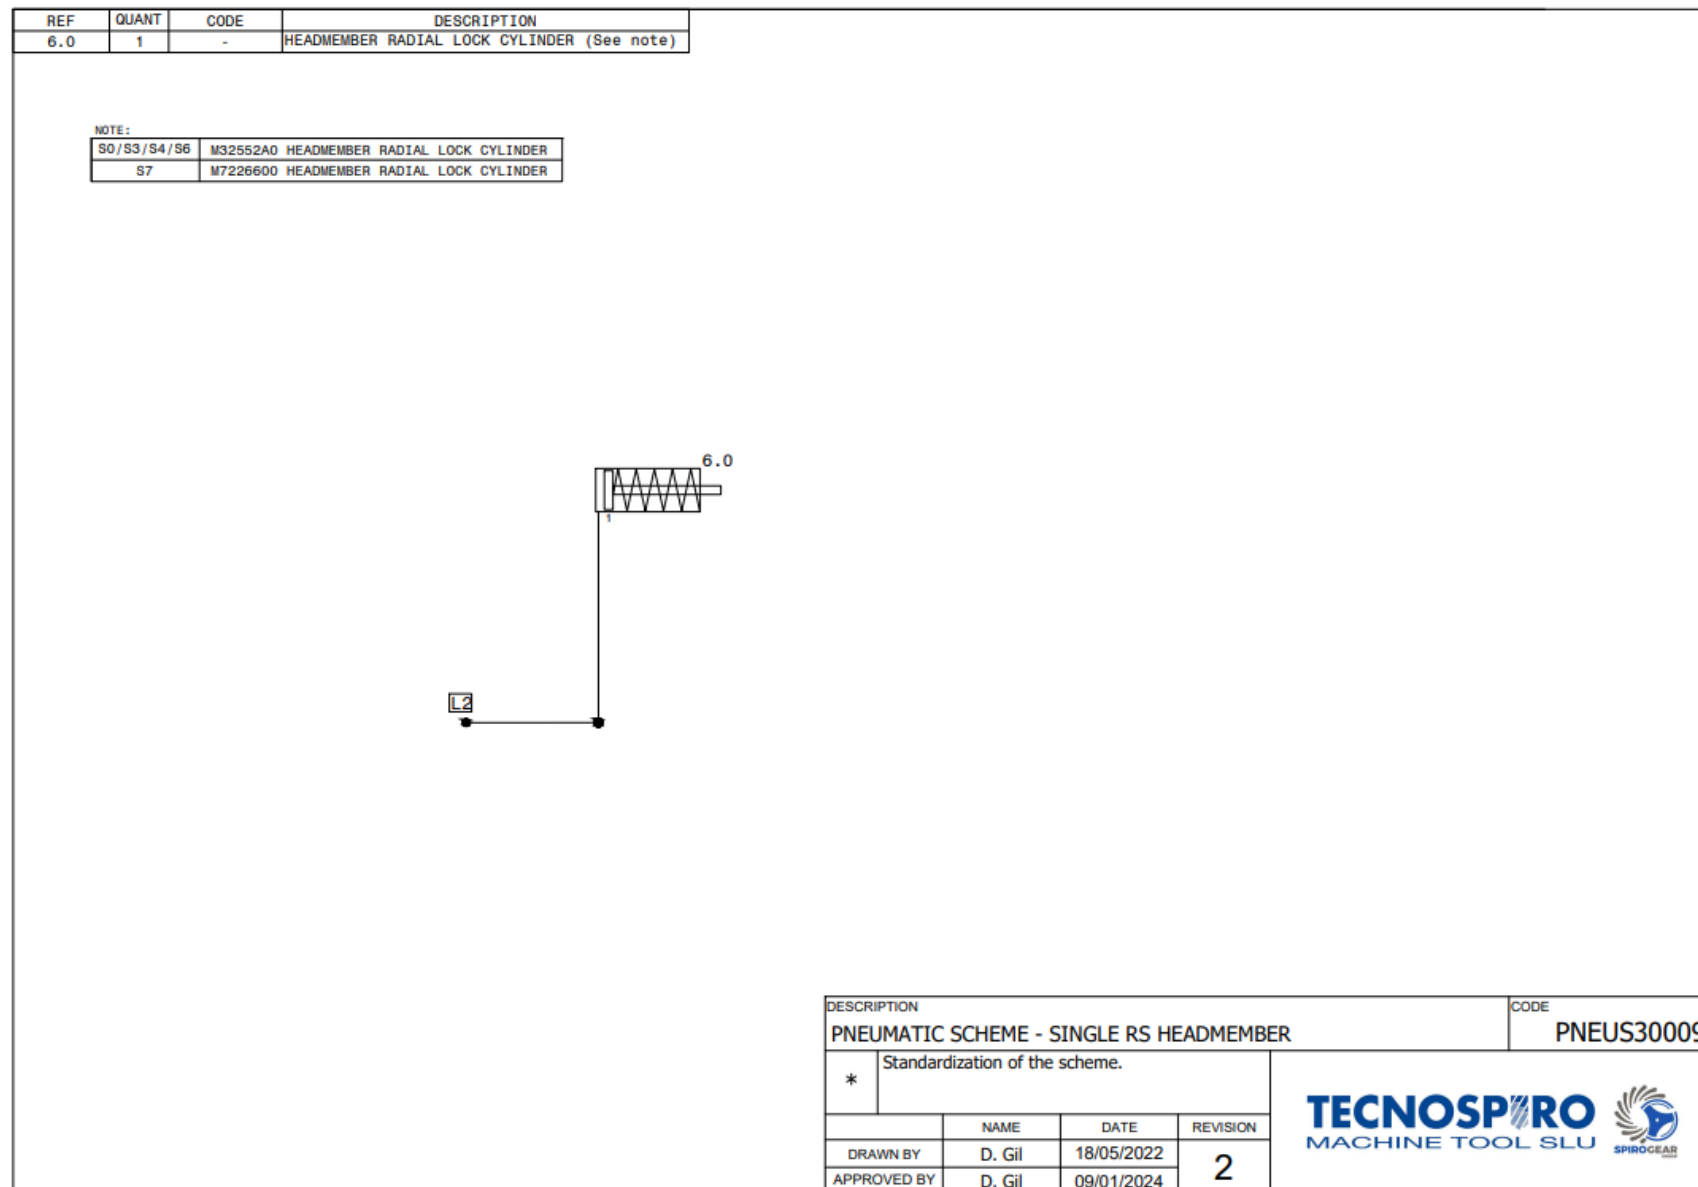 REF QUANT CODE DESCRIPTION
6.0 1 - HEADMEMBER RADIAL LOCK CYLINDER (See note)
NOTE:
S0/S3/S4/S6 M32552A0 HEADMEMBER RADIAL LOCK CYLINDER
S7 M7226600 HEADMEMBER RADIAL LOCK CYLINDER
6.0
1
L2
DESCRIPTION CODE
PNEUMATIC SCHEME - SINGLE RS HEADMEMBER PNEUS30009
* Standardization of the scheme.
NAME DATE REVISION
DRAWN BY D. Gil 18/05/2022 2
APPROVED BY D. Gil 09/01/2024
TECNOSPIRO
MACHINE TOOL SLU
SPIROGEAR